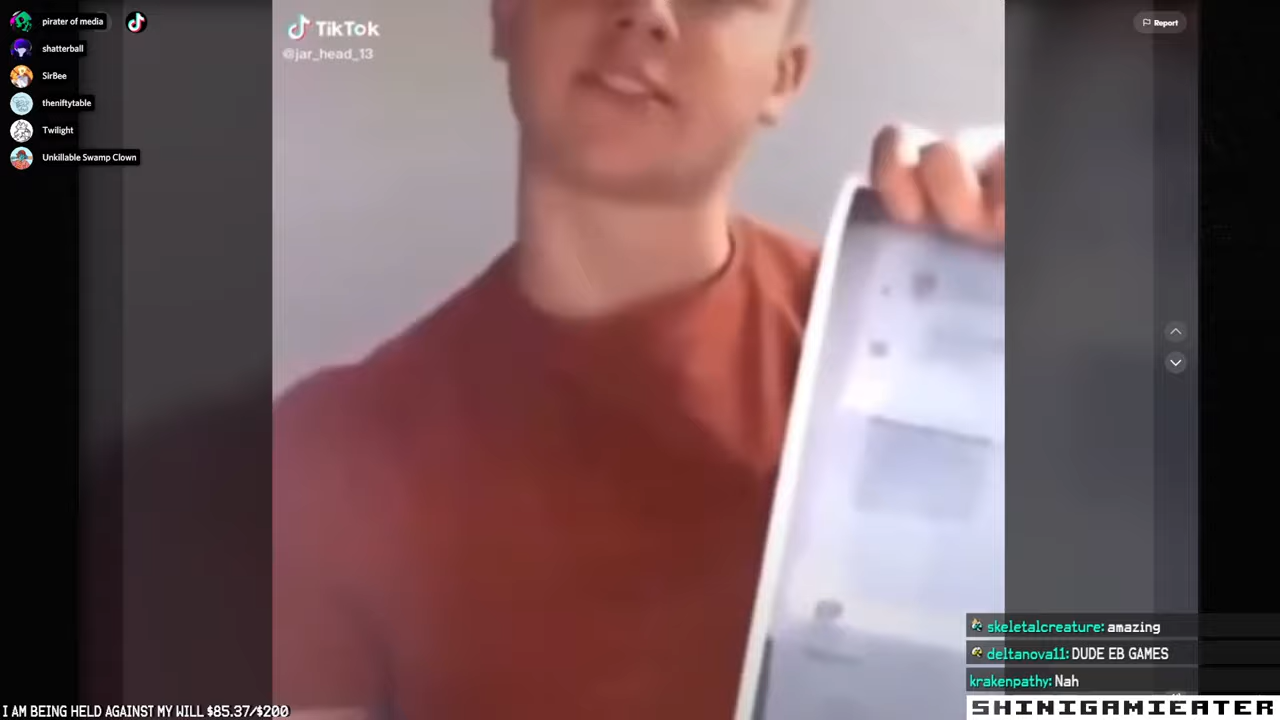 pirater of media
shatterball
SirBee
theniftytable
Twilight
Unkillable Swamp Clown
TikTok
@jar_head_13
Report
skeletalcreature: amazing
deltanova11: DUDE EB GAMES
krakenpathy: Nah
I AM BEING HELD AGAINST MY WILL $85.37/$200
SHINIGAMIEATER